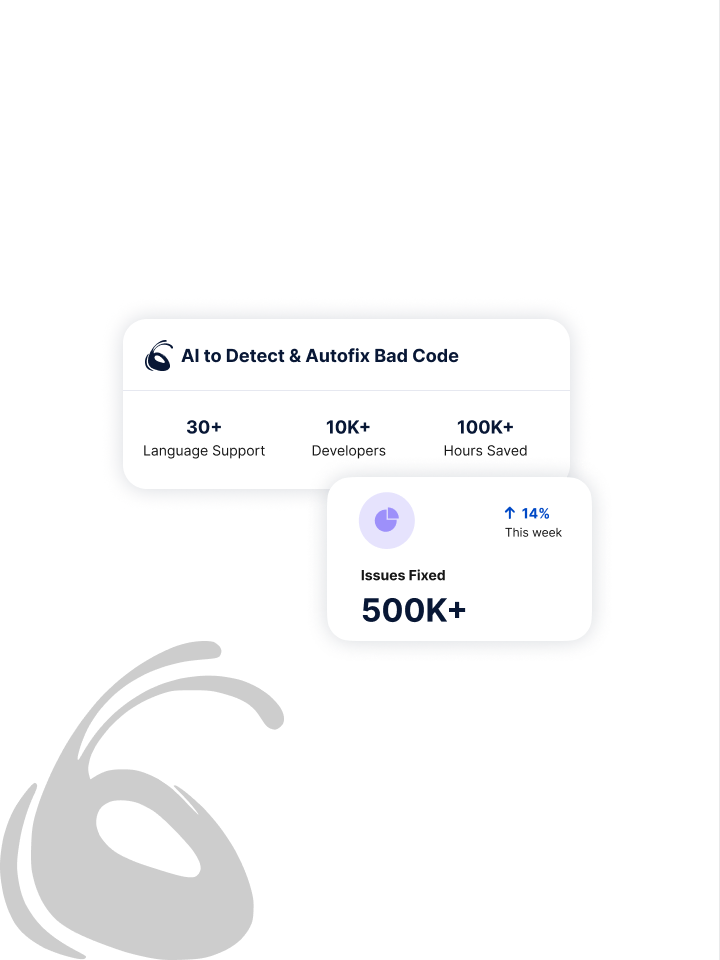 AI to Detect & Autofix Bad Code
30+
Language Support
10K+
Developers
100K+
Hours Saved
↑ 14%
This week
Issues Fixed
500K+